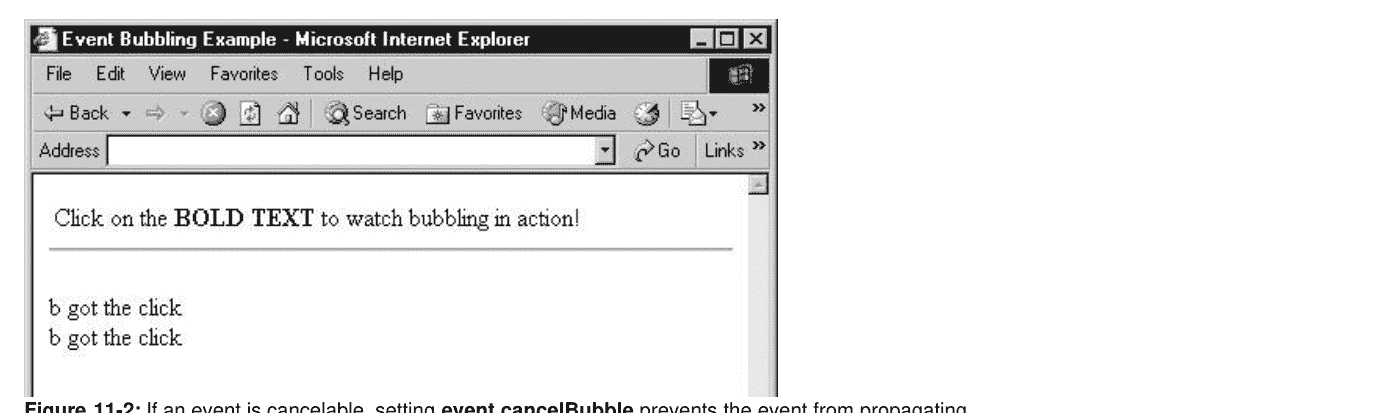 Event Bubbling Example - Microsoft Internet Explorer
File Edit View Favorites Tools Help
Back Search Favorites Media »
Address Go Links »
Click on the BOLD TEXT to watch bubbling in action!
b got the click
b got the click
Figure 11-2: If an event is cancelable, setting event.cancelBubble prevents the event from propagating